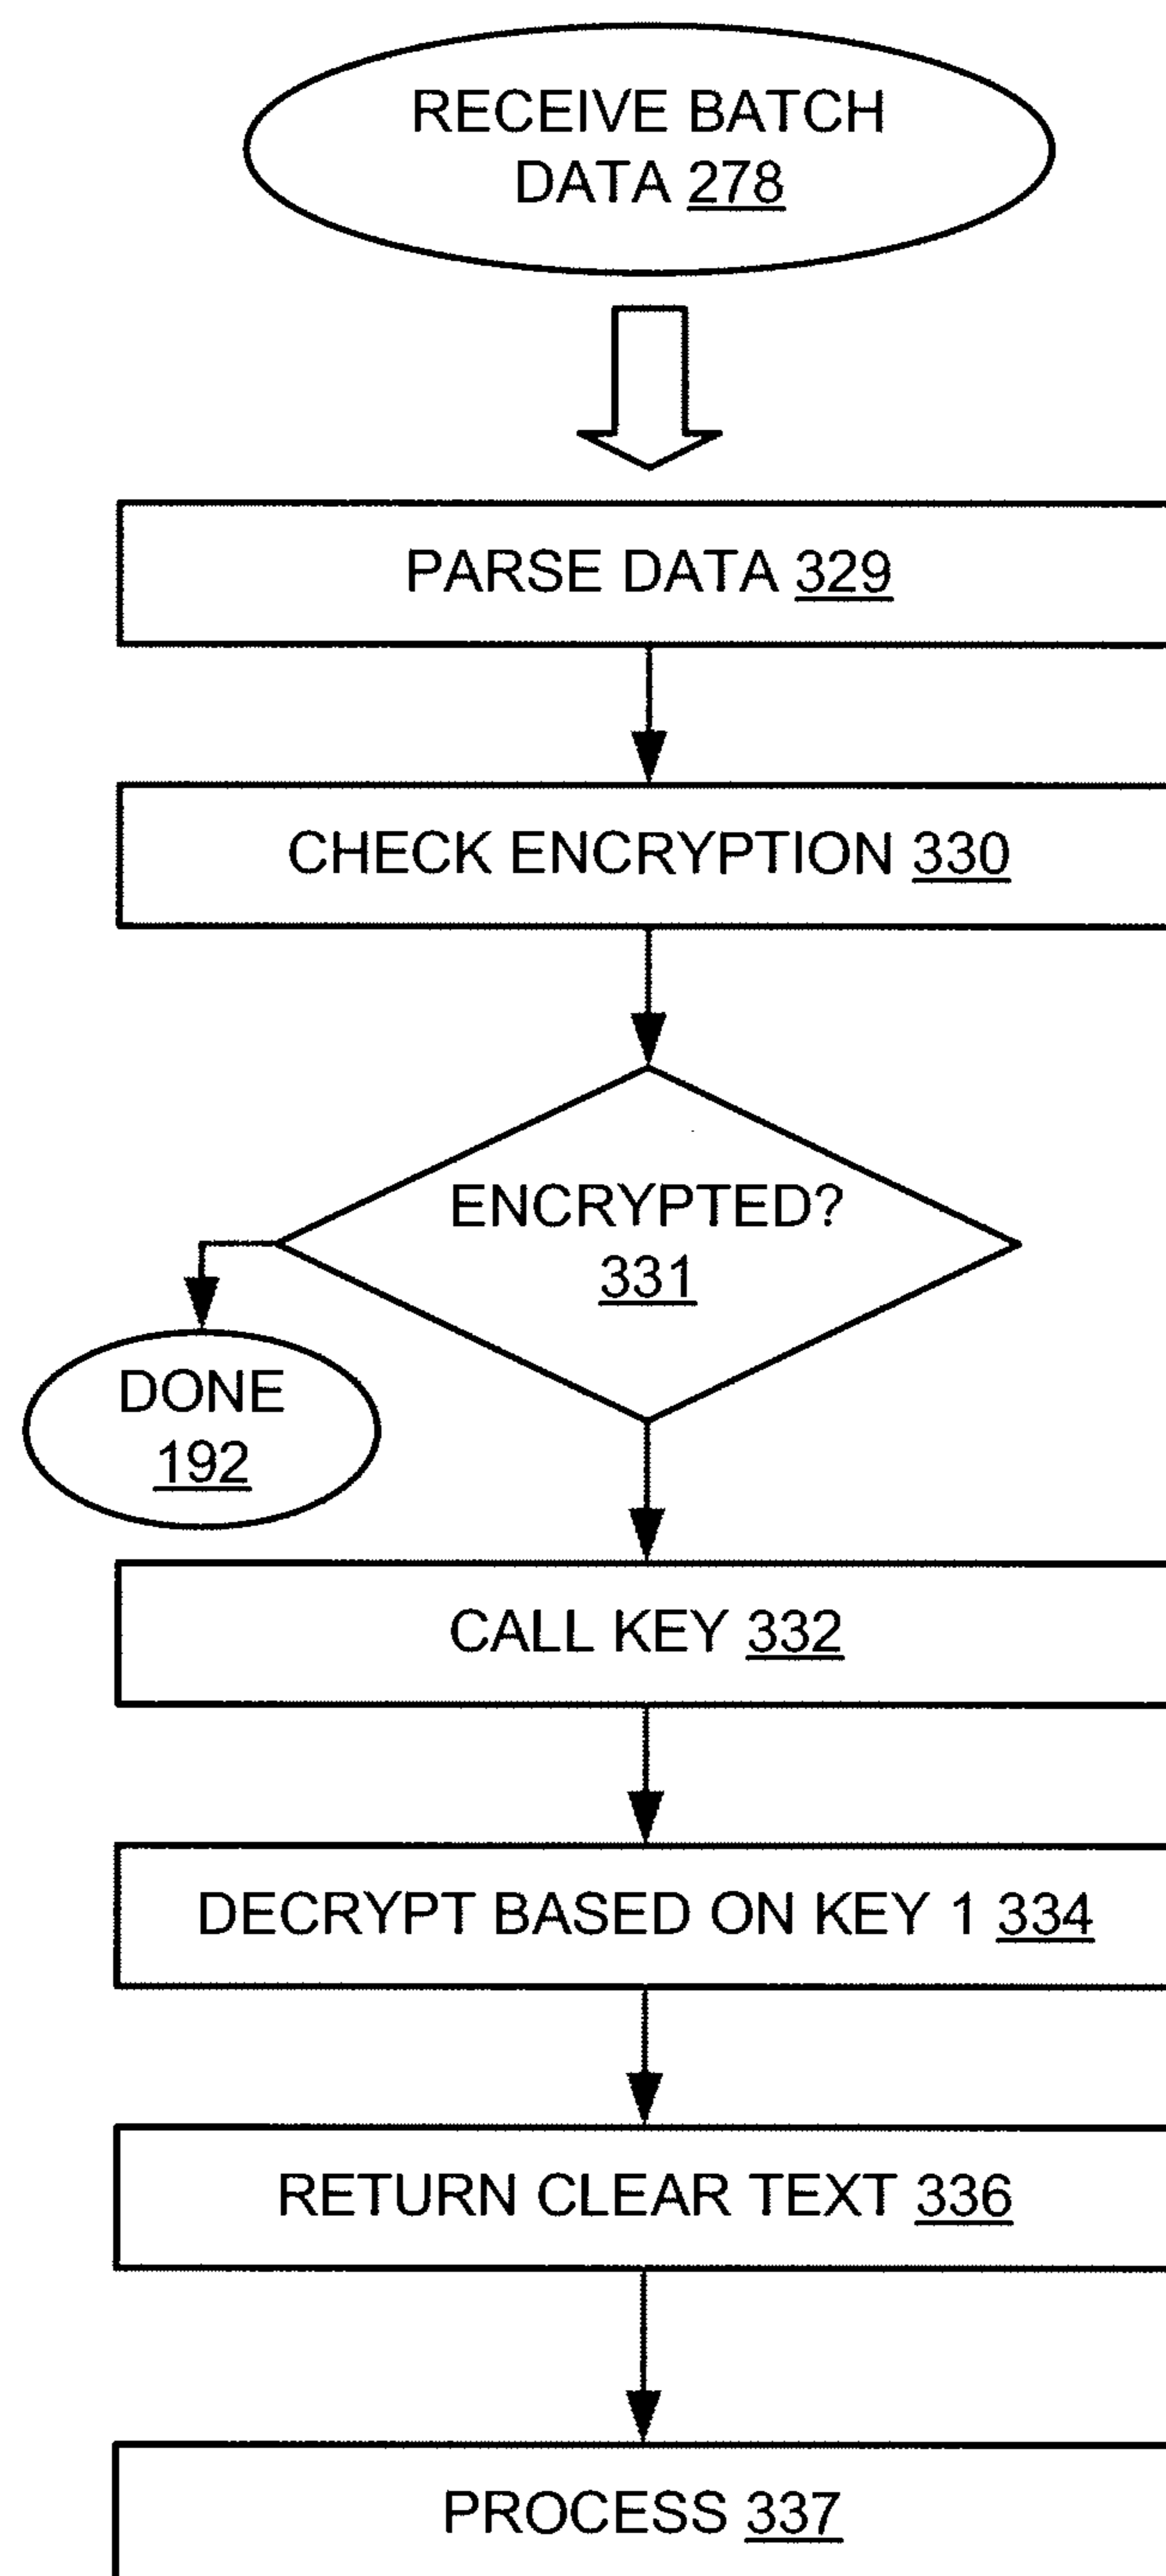 RECEIVE BATCH
DATA 278
PARSE DATA 329
CHECK ENCRYPTION 330
ENCRYPTED?
331
DONE
192
CALL KEY 332
DECRYPT BASED ON KEY 1 334
RETURN CLEAR TEXT 336
PROCESS 337